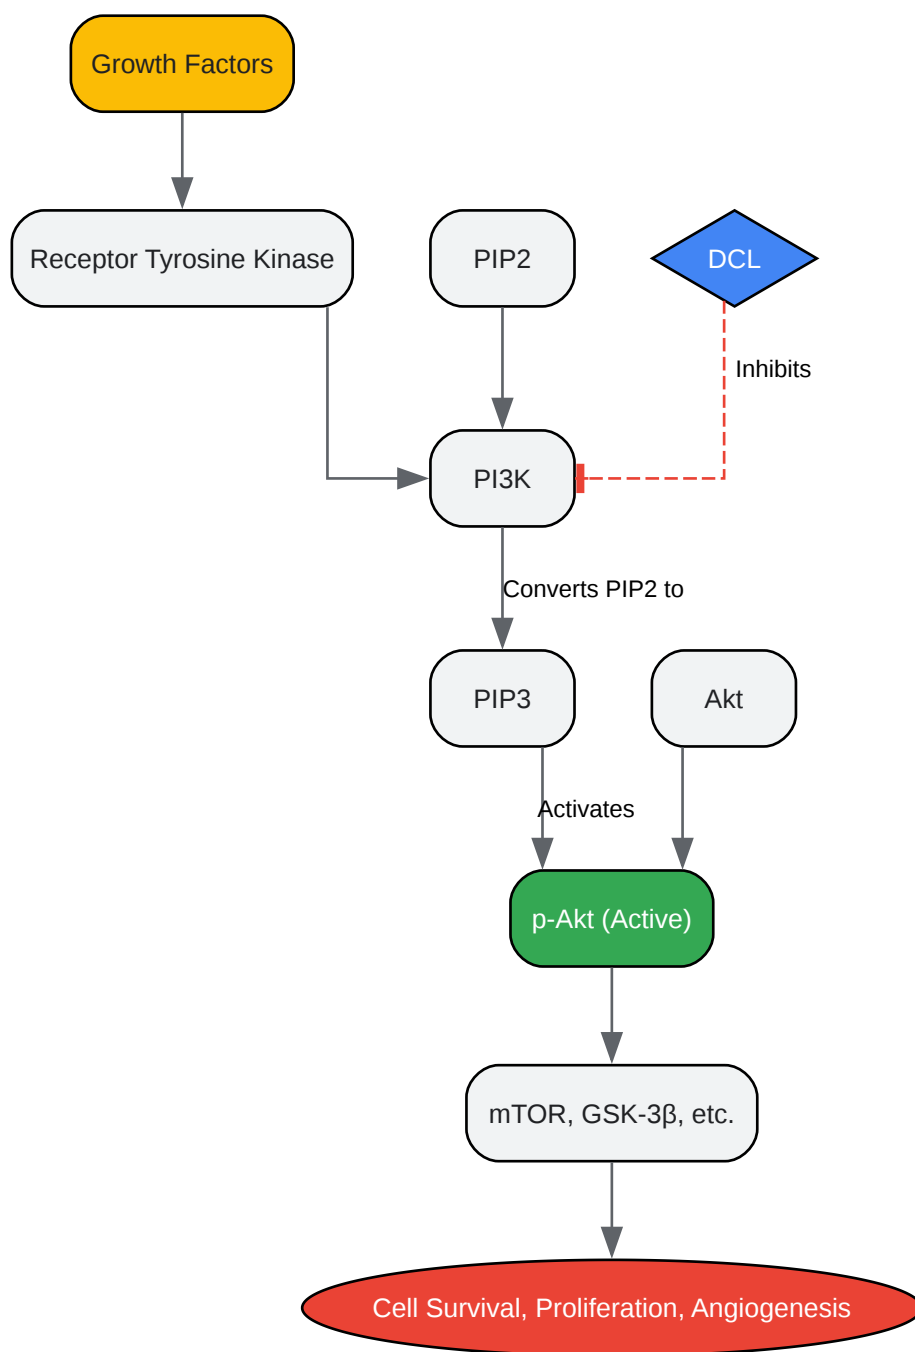 Growth Factors
Receptor Tyrosine Kinase
PIP2
DCL
Inhibits
PI3K
Converts PIP2 to
PIP3
Akt
Activates
p-Akt (Active)
mTOR, GSK-3β, etc.
Cell Survival, Proliferation, Angiogenesis